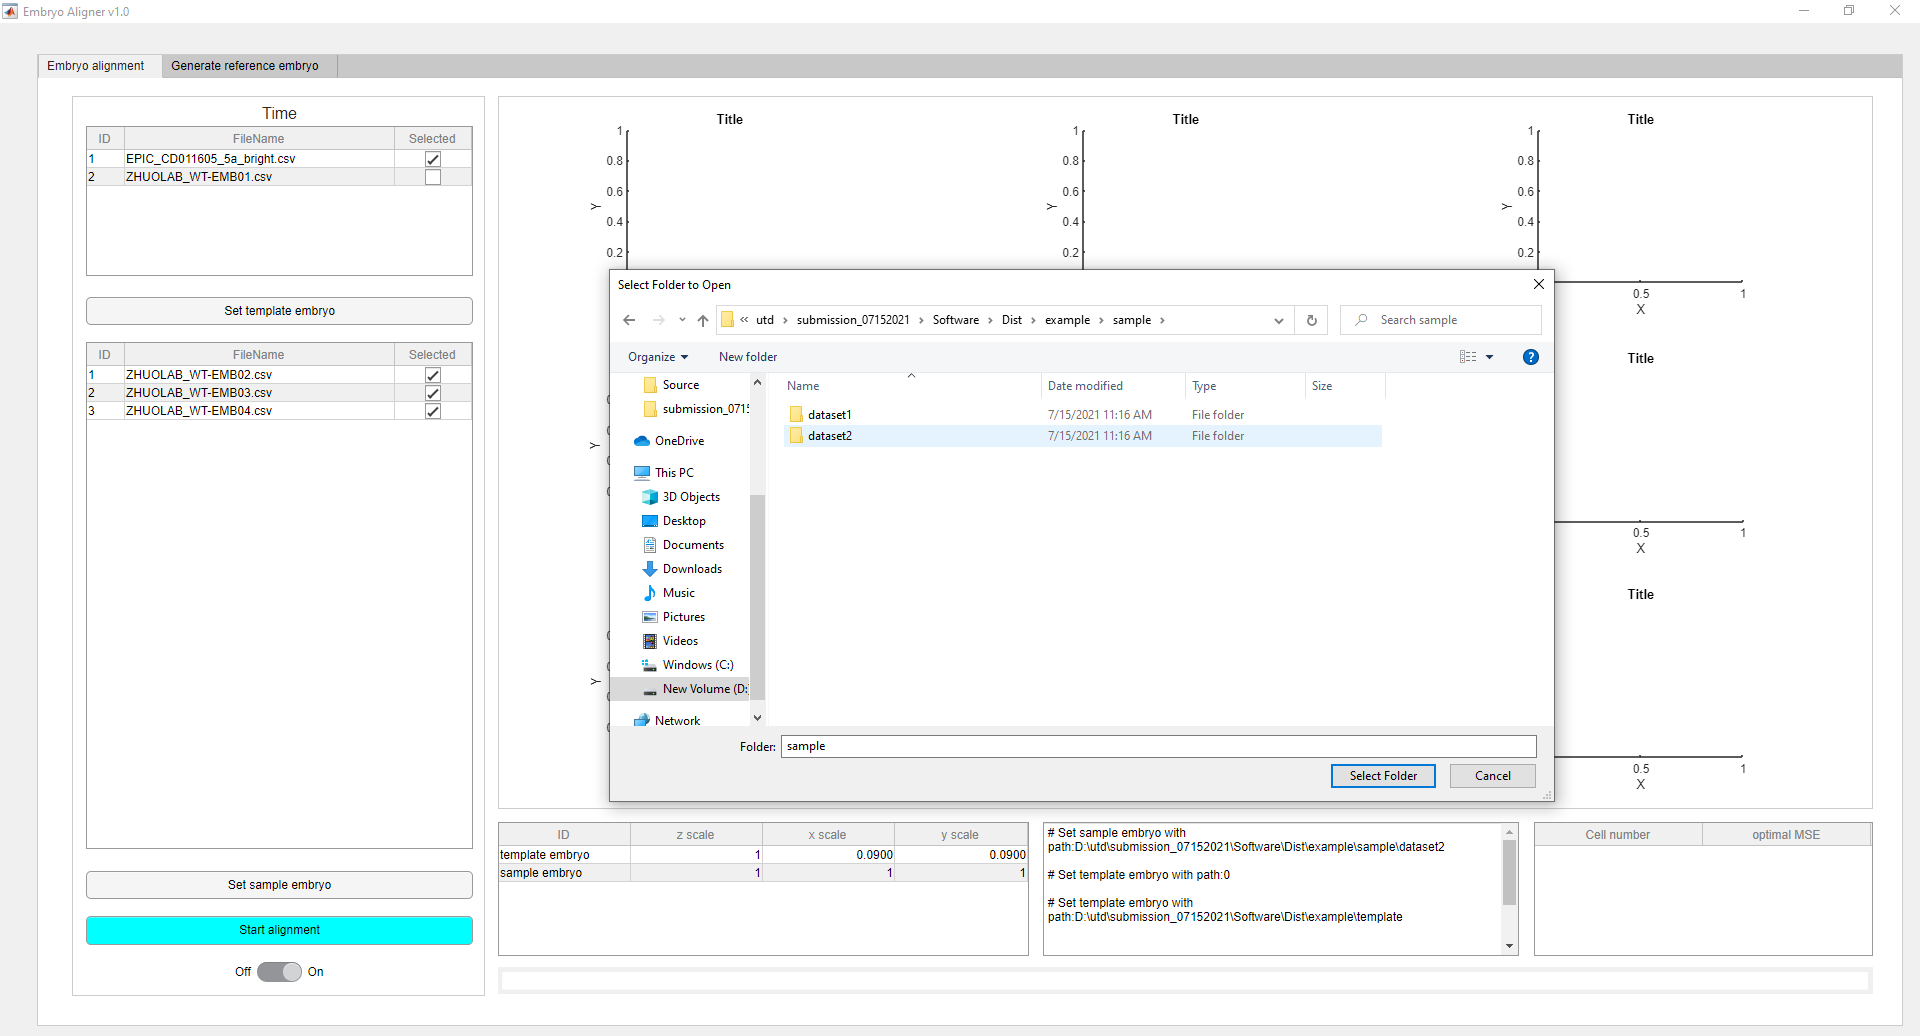 Embryo Aligner v1.0
Embryo alignment
Generate reference embryo
Time
ID FileName Selected
1 EPIC_CD011605_5a_bright.csv
2 ZHUOLAB_WT-EMB01.csv
Set template embryo
ID FileName Selected
1 ZHUOLAB_WT-EMB02.csv
2 ZHUOLAB_WT-EMB03.csv
3 ZHUOLAB_WT-EMB04.csv
Set sample embryo
Start alignment
Off On
Title
1
0.8
0.6
Y
0.4
0.2
Title
1
0.8
0.6
Y
0.4
0.2
Title
1
0.8
0.6
Y
0.4
0.2
0.5 1
X
Y
Title
0.5 1
X
Y
Title
0.5 1
X
Select Folder to Open
« utd › submission_07152021 › Software › Dist › example › sample ›
Search sample
Organize
New folder
?
Source
submission_0715
OneDrive
This PC
3D Objects
Desktop
Documents
Downloads
Music
Pictures
Videos
Windows (C:)
New Volume (D:
Network
Name Date modified Type Size
dataset1 7/15/2021 11:16 AM File folder
dataset2 7/15/2021 11:16 AM File folder
Folder: sample
Select Folder
Cancel
ID z scale x scale y scale
template embryo 1 0.0900 0.0900
sample embryo 1 1 1
# Set sample embryo with
path:D:\utd\submission_07152021\Software\Dist\example\sample\dataset2
# Set template embryo with path:0
# Set template embryo with
path:D:\utd\submission_07152021\Software\Dist\example\template
Cell number optimal MSE